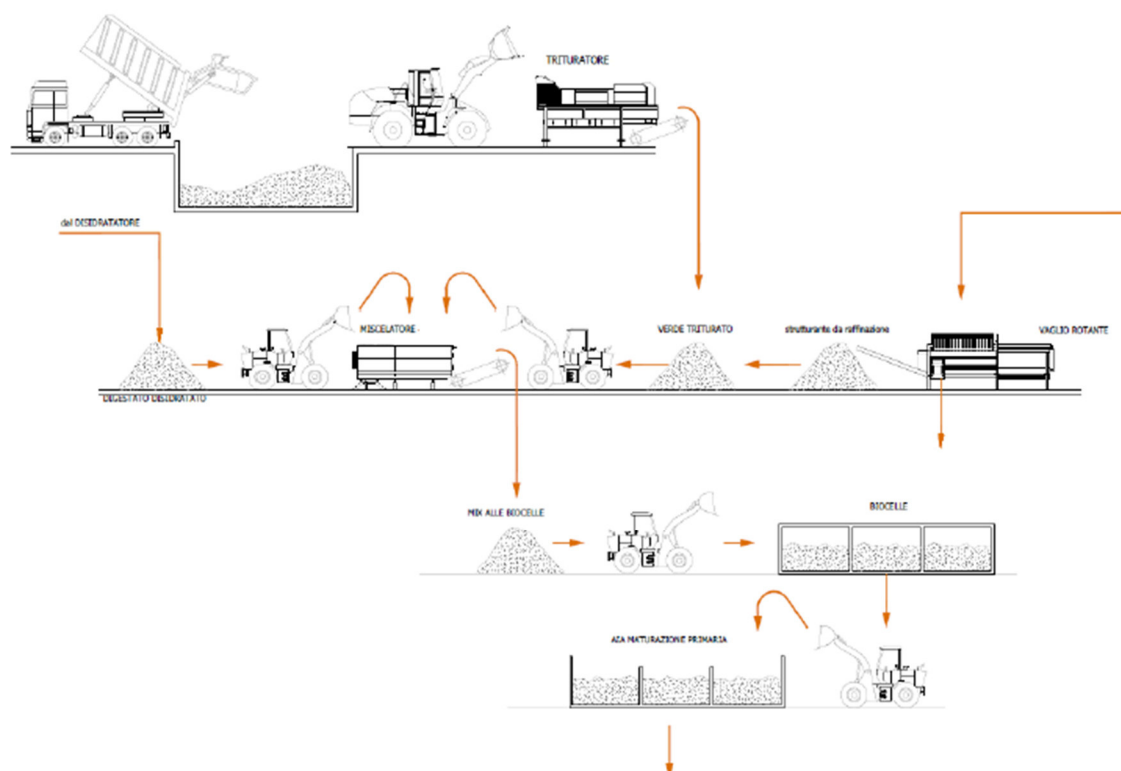 TRITURATORE
dal DISIDRATATORE
MISCELATORE -
VERDE TRITURATO
strutturante da raffinazione
VAGLIO ROTANTE
DIGESTATO DISIDRATATO
MIX ALLE BIOCELLE
BIOCELLE
AIA MATURAZIONE PRIMARIA